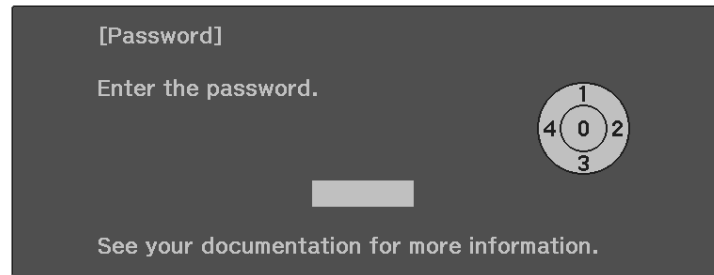 [Password]
Enter the password.
1
4 0 2
3
See your documentation for more information.